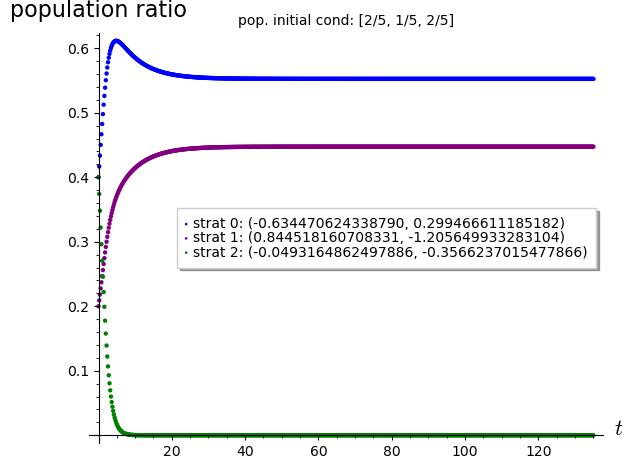 population ratio
pop. initial cond: [2/5, 1/5, 2/5]
0.6
0.5
0.4
strat 0: (-0.634470624338790, 0.299466611185182)
strat 1: (0.844518160708331, -1.205649933283104)
strat 2: (-0.0493164862497886, -0.3566237015477866)
0.3
0.2
0.1
t
20 40 60 80 100 120